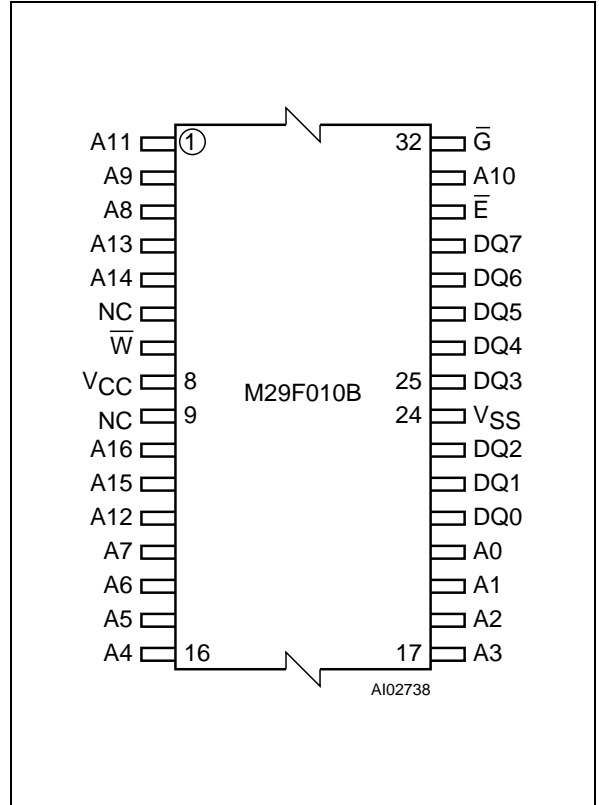 A11 1 32 G̅
A9 A10
A8 E̅
A13 DQ7
A14 DQ6
NC DQ5
W̅ DQ4
VCC 8 25 DQ3
M29F010B
NC 9 24 VSS
A16 DQ2
A15 DQ1
A12 DQ0
A7 A0
A6 A1
A5 A2
A4 16 17 A3
AI02738